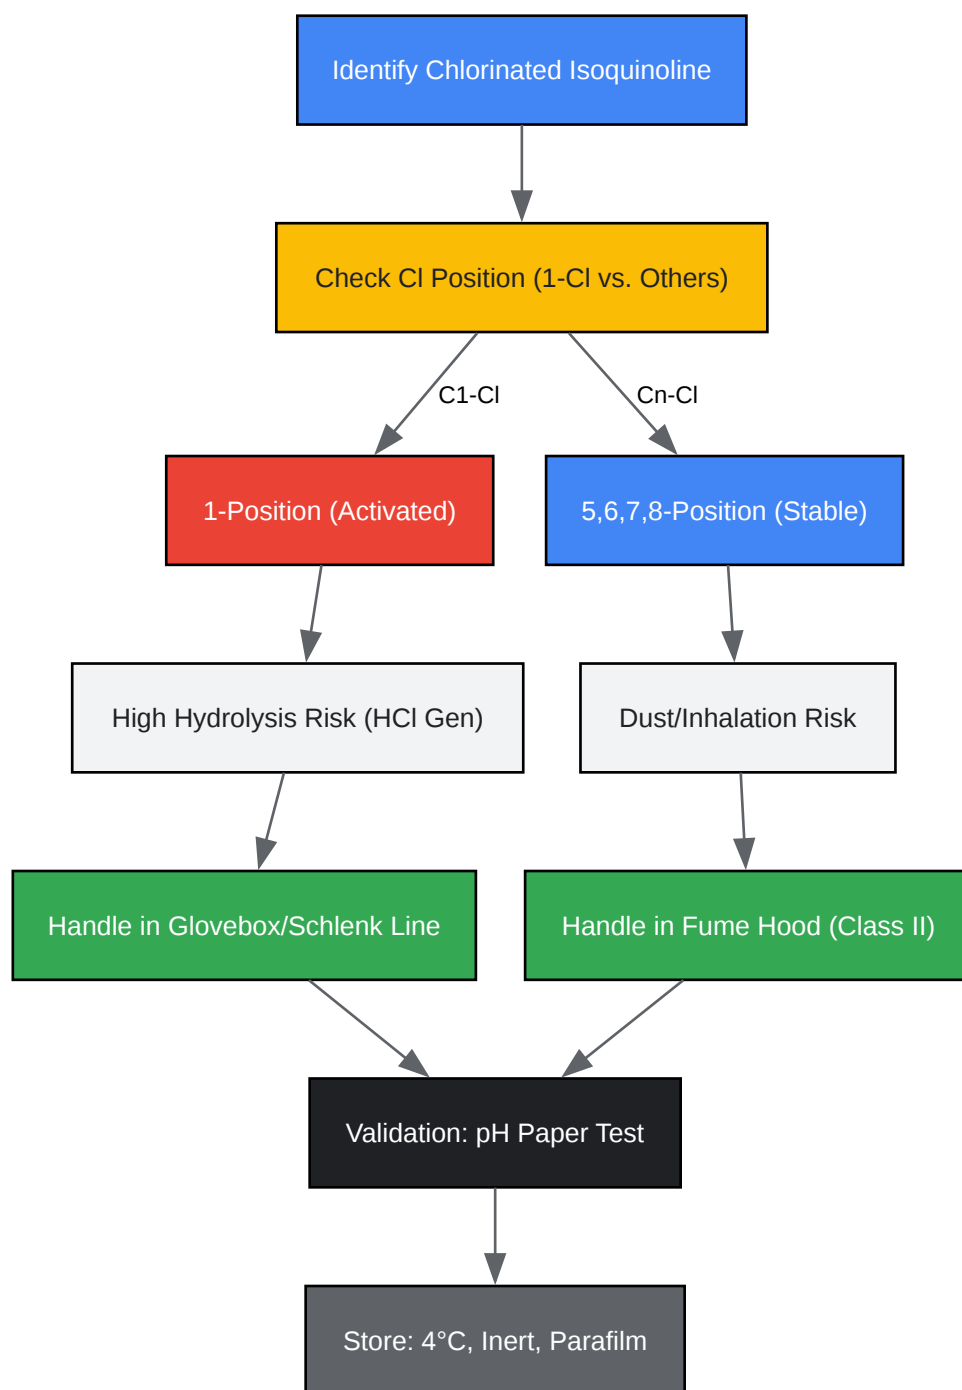 Identify Chlorinated Isoquinoline
Check Cl Position (1-Cl vs. Others)
C1-Cl
Cn-Cl
1-Position (Activated)
5,6,7,8-Position (Stable)
High Hydrolysis Risk (HCl Gen)
Dust/Inhalation Risk
Handle in Glovebox/Schlenk Line
Handle in Fume Hood (Class II)
Validation: pH Paper Test
Store: 4°C, Inert, Parafilm